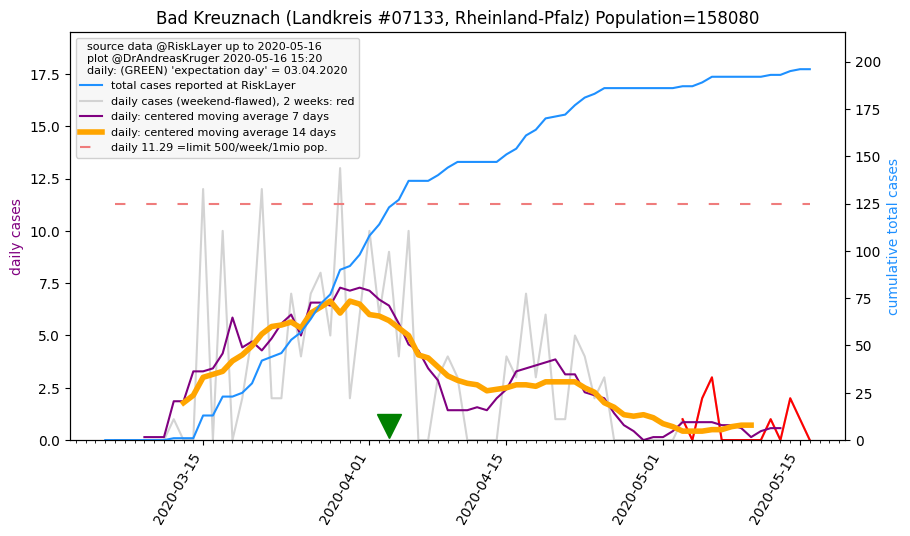 Bad Kreuznach (Landkreis #07133, Rheinland-Pfalz) Population=158080
source data @RiskLayer up to 2020-05-16
plot @DrAndreasKruger 2020-05-16 15:20
daily: (GREEN) 'expectation day' = 03.04.2020
total cases reported at RiskLayer
daily cases (weekend-flawed), 2 weeks: red
daily: centered moving average 7 days
daily: centered moving average 14 days
daily 11.29 =limit 500/week/1mio pop.
daily cases
17.5
15.0
12.5
10.0
7.5
5.0
2.5
0.0
200
175
150
125
100
75
50
25
0
cumulative total cases
2020-03-15
2020-04-01
2020-04-15
2020-05-01
2020-05-15